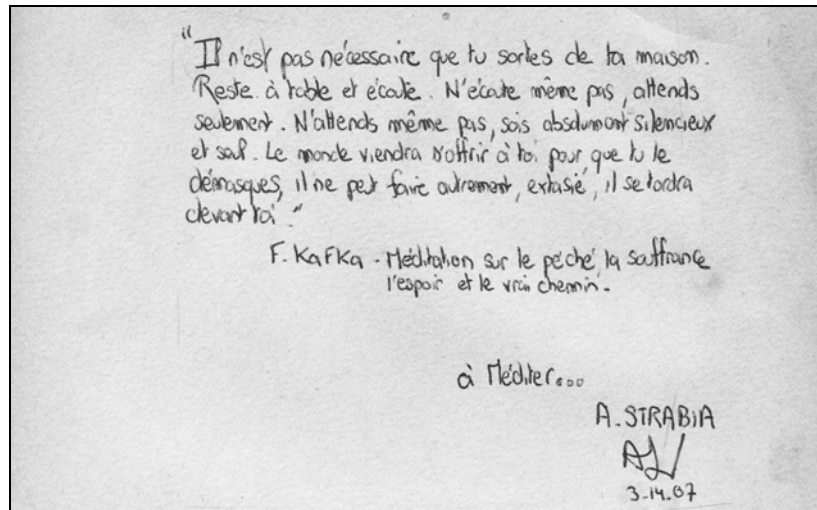 "Il n'est pas nécessaire que tu sortes de ta maison.
Reste à table et écoute. N'écoute même pas, attends
seulement. N'attends même pas, sois absolument silencieux
et seul. Le monde viendra s'offrir à toi pour que tu le
démasques, il ne peut faire autrement, extasié, il se tordra
devant toi."
F. KAFKA - Méditation sur le péché, la souffrance
l'espoir et le vrai chemin.
à Méditer...
A. STRABIA
3-14-07